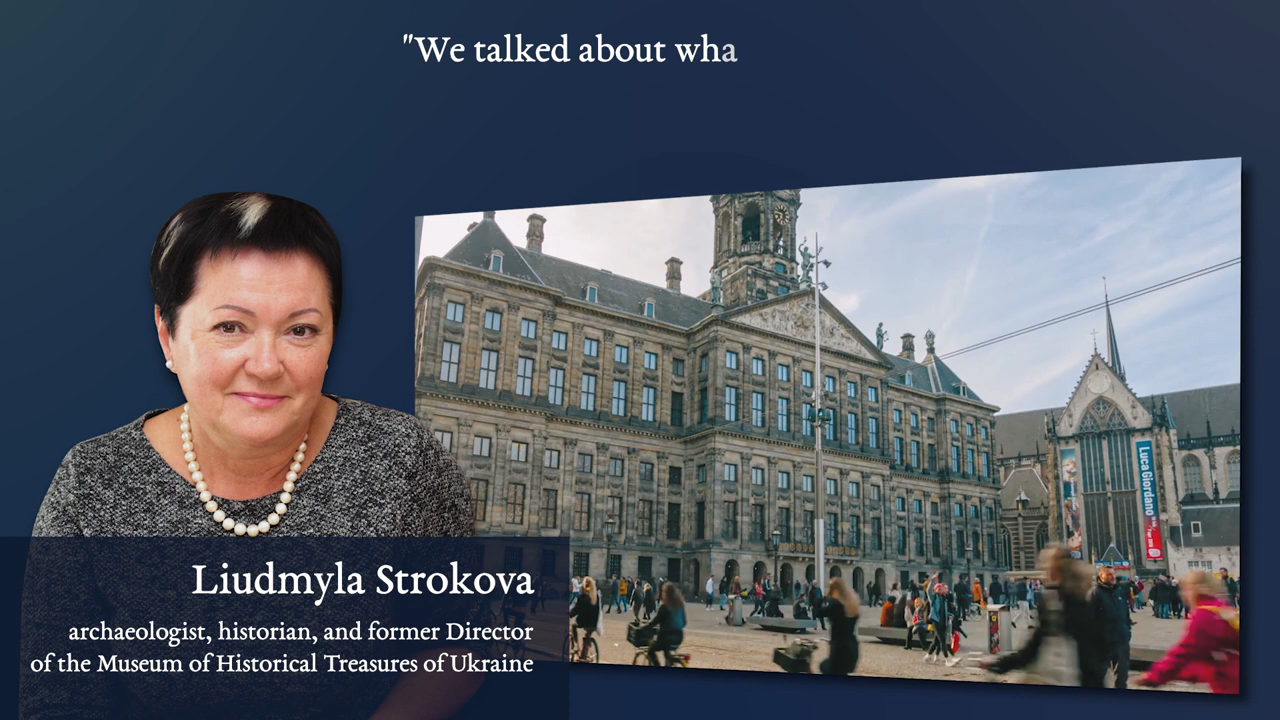 "We talked about wha
Liudmyla Strokova
archaeologist, historian, and former Director
of the Museum of Historical Treasures of Ukraine
Luca Giordano